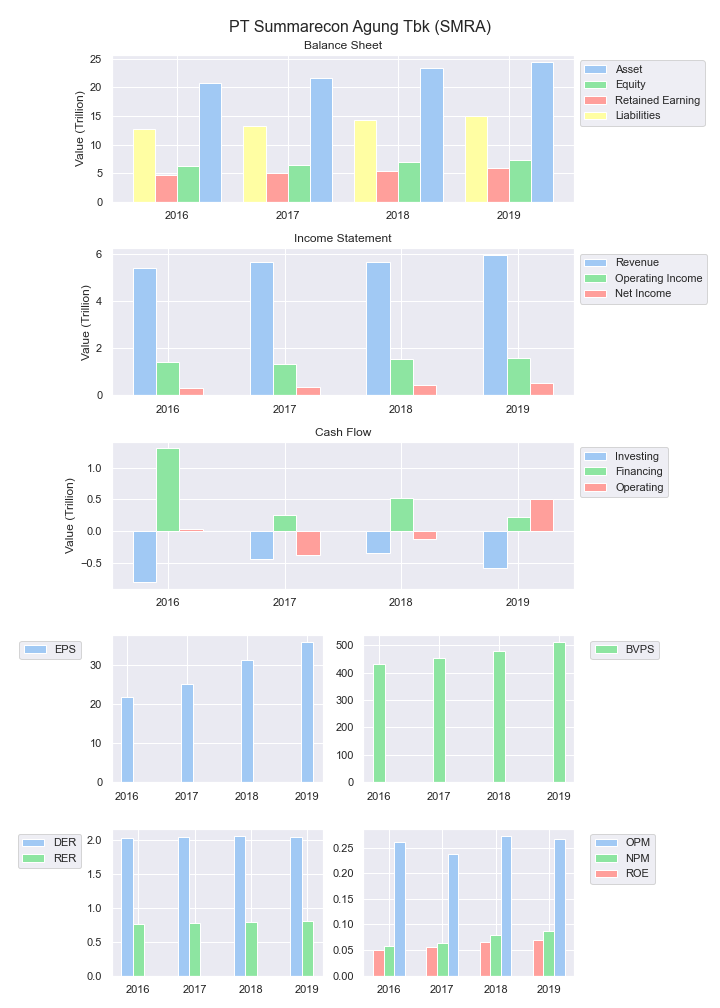 PT Summarecon Agung Tbk (SMRA)
Balance Sheet
Value (Trillion)
25
20
15
10
5
0
2016 2017 2018 2019
Asset
Equity
Retained Earning
Liabilities
Income Statement
Value (Trillion)
6
4
2
0
2016 2017 2018 2019
Revenue
Operating Income
Net Income
Cash Flow
Value (Trillion)
1.0
0.5
0.0
−0.5
2016 2017 2018 2019
Investing
Financing
Operating
EPS
30
20
10
0
2016 2017 2018 2019
500
400
300
200
100
0
2016 2017 2018 2019
BVPS
DER
RER
2.0
1.5
1.0
0.5
0.0
2016 2017 2018 2019
0.25
0.20
0.15
0.10
0.05
0.00
2016 2017 2018 2019
OPM
NPM
ROE